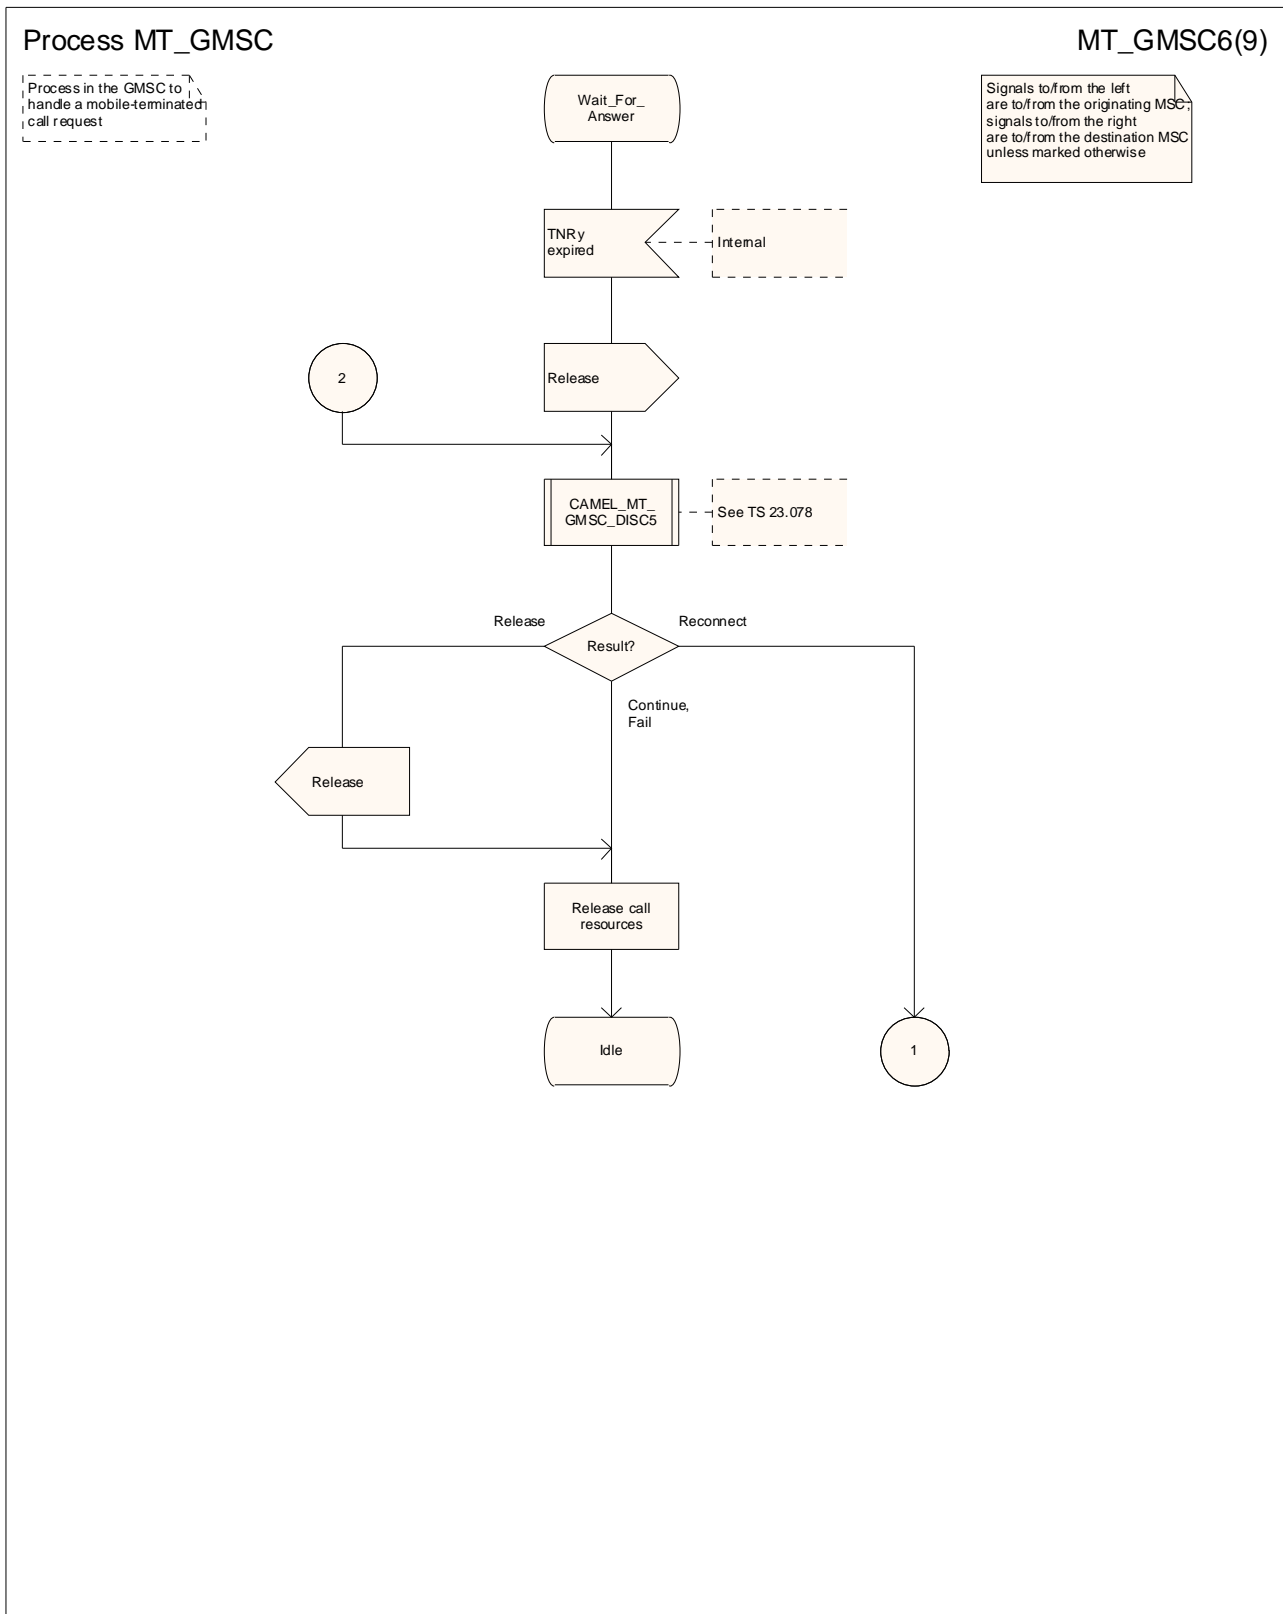 Process MT_GMSC
MT_GMSC6(9)
Process in the GMSC to
handle a mobile-terminated
call request
Signals to/from the left
are to/from the originating MSC;
signals to/from the right
are to/from the destination MSC
unless marked otherwise
Wait_For_
Answer
TNRy
expired
Internal
2
Release
CAMEL_MT_
GMSC_DISC5
See TS 23.078
Release
Reconnect
Result?
Continue,
Fail
Release
Release call
resources
Idle
1